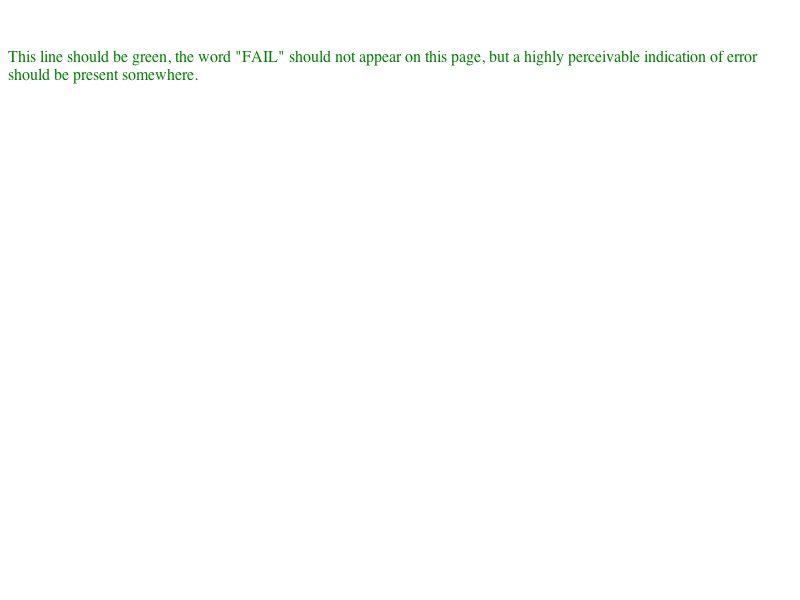 This line should be green, the word "FAIL" should not appear on this page, but a highly perceivable indication of error
should be present somewhere.